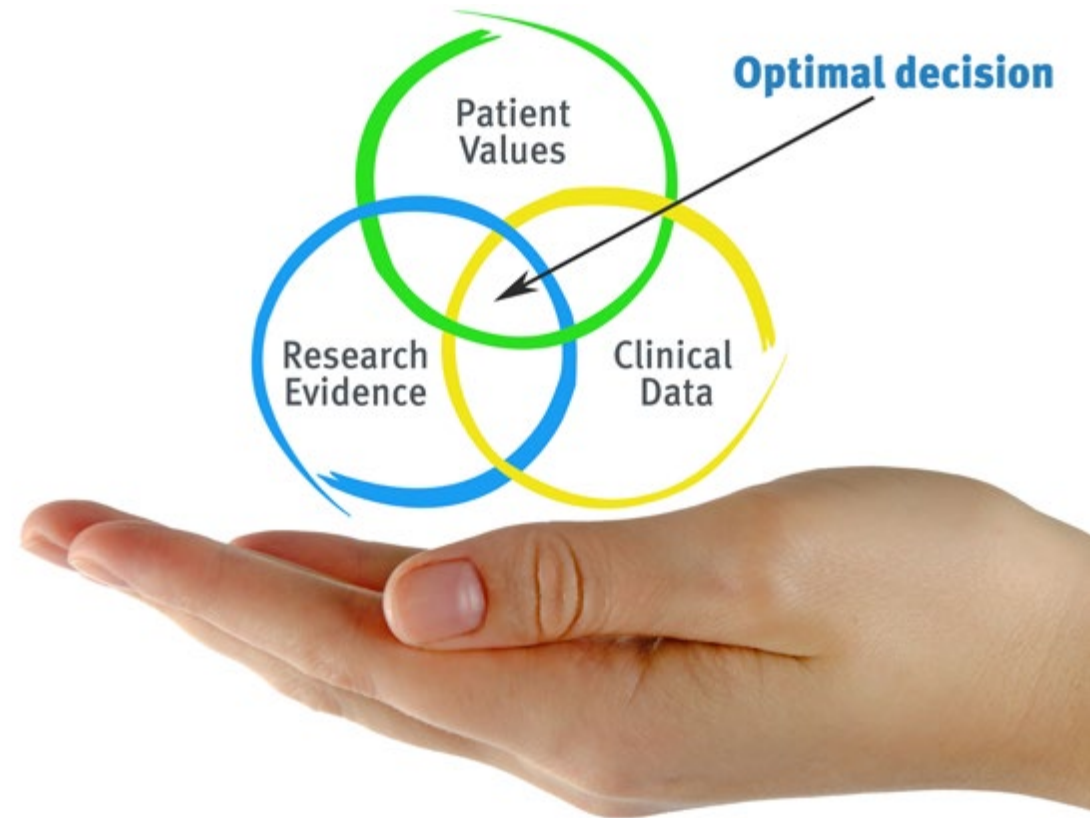 Optimal decision
Patient
Values
Research
Evidence
Clinical
Data